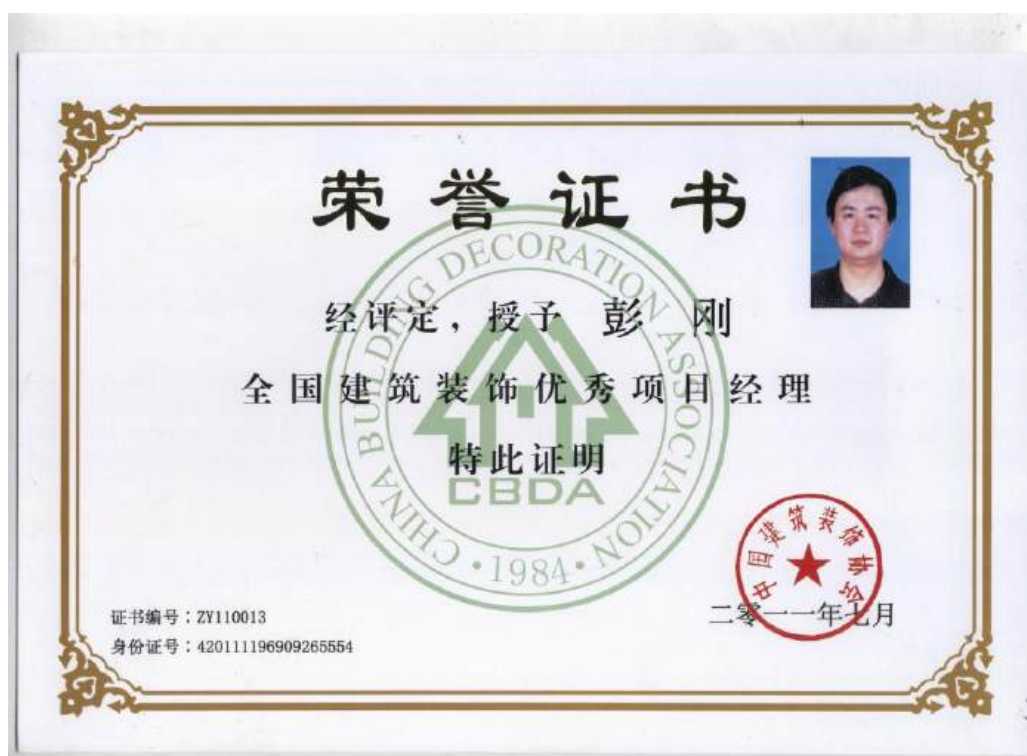 荣誉证书
经评定，授予 彭 刚
全国建筑装饰优秀项目经理
特此证明
CHINA BUILDING DECORATION ASSOCIATION
CBDA
·1984·
中国建筑装饰协会
二零一一年七月
证书编号：ZY110013
身份证号：420111196909265554